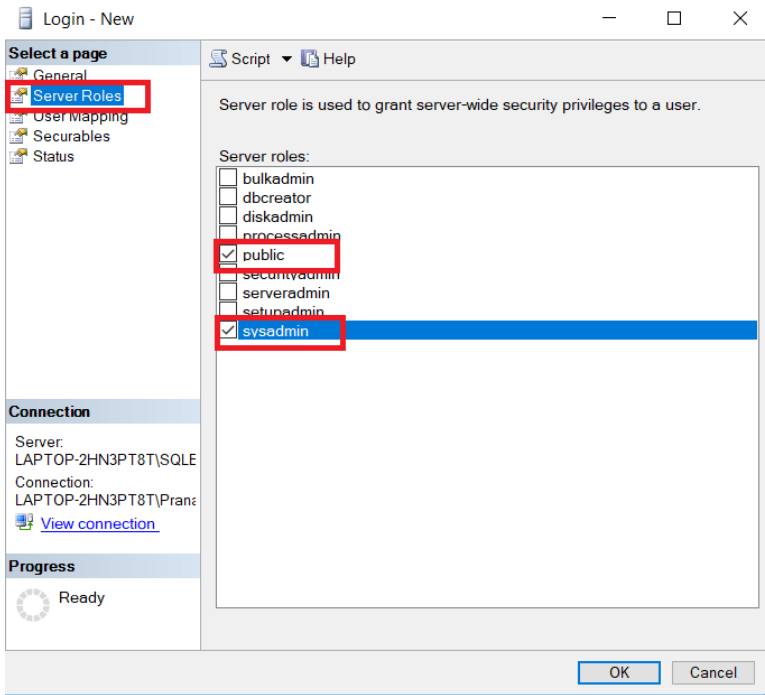 Login - New
Select a page
General
Server Roles
User Mapping
Securables
Status
Script
Help
Server role is used to grant server-wide security privileges to a user.
Server roles:
bulkadmin
dbcreator
diskadmin
processadmin
public
securityadmin
serveradmin
setupadmin
sysadmin
Connection
Server:
LAPTOP-2HN3PT8T\SQLE
Connection:
LAPTOP-2HN3PT8T\Prana
View connection
Progress
Ready
OK
Cancel